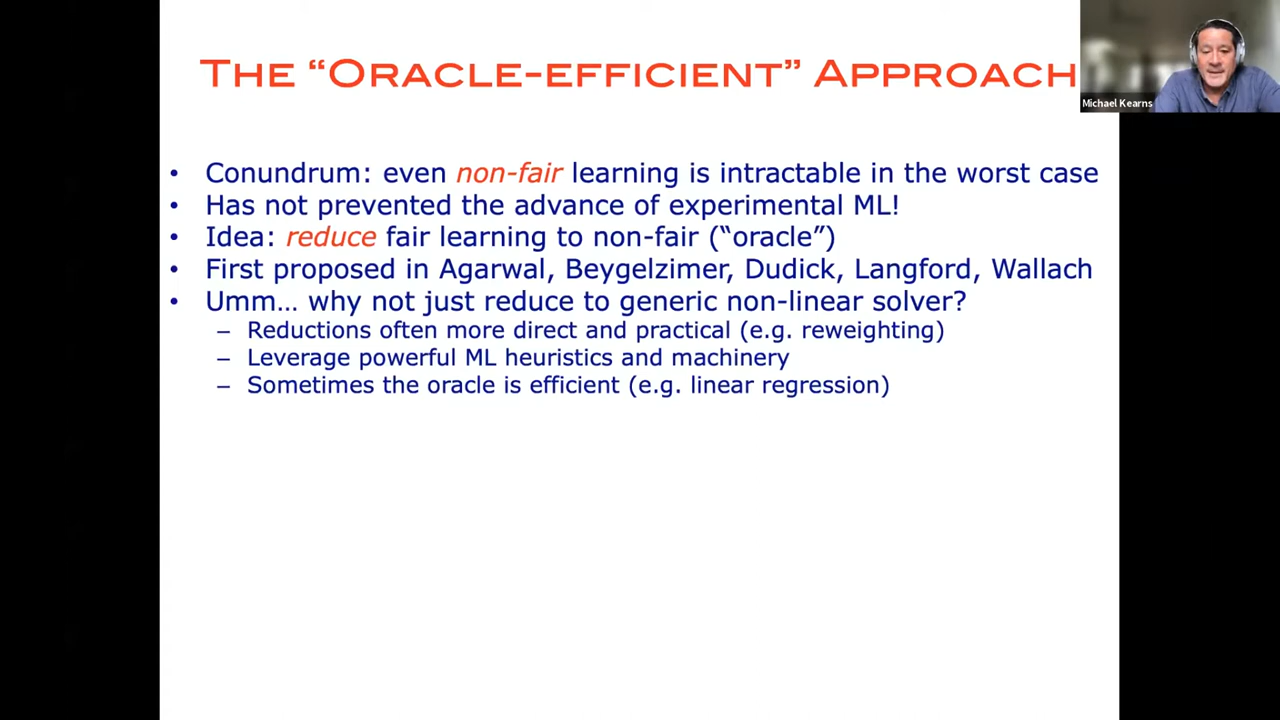 THE “ORACLE-EFFICIENT” APPROACH
Michael Kearns
• Conundrum: even non-fair learning is intractable in the worst case
• Has not prevented the advance of experimental ML!
• Idea: reduce fair learning to non-fair (“oracle”)
• First proposed in Agarwal, Beygelzimer, Dudick, Langford, Wallach
• Umm… why not just reduce to generic non-linear solver?
– Reductions often more direct and practical (e.g. reweighting)
– Leverage powerful ML heuristics and machinery
– Sometimes the oracle is efficient (e.g. linear regression)